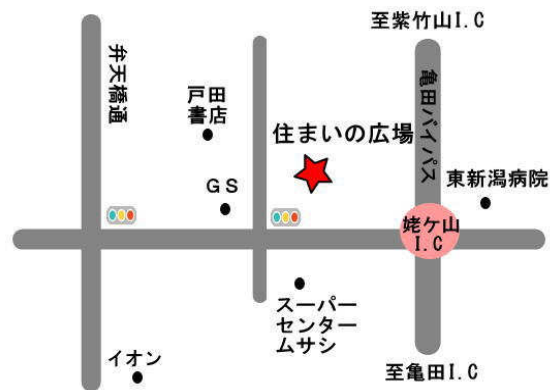 至紫竹山I.C
弁天橋通
戸田
書店
亀田バイパス
住まいの広場
GS
東新潟病院
姥ケ山
I.C
スーパー
センター
ムサシ
イオン
至亀田I.C